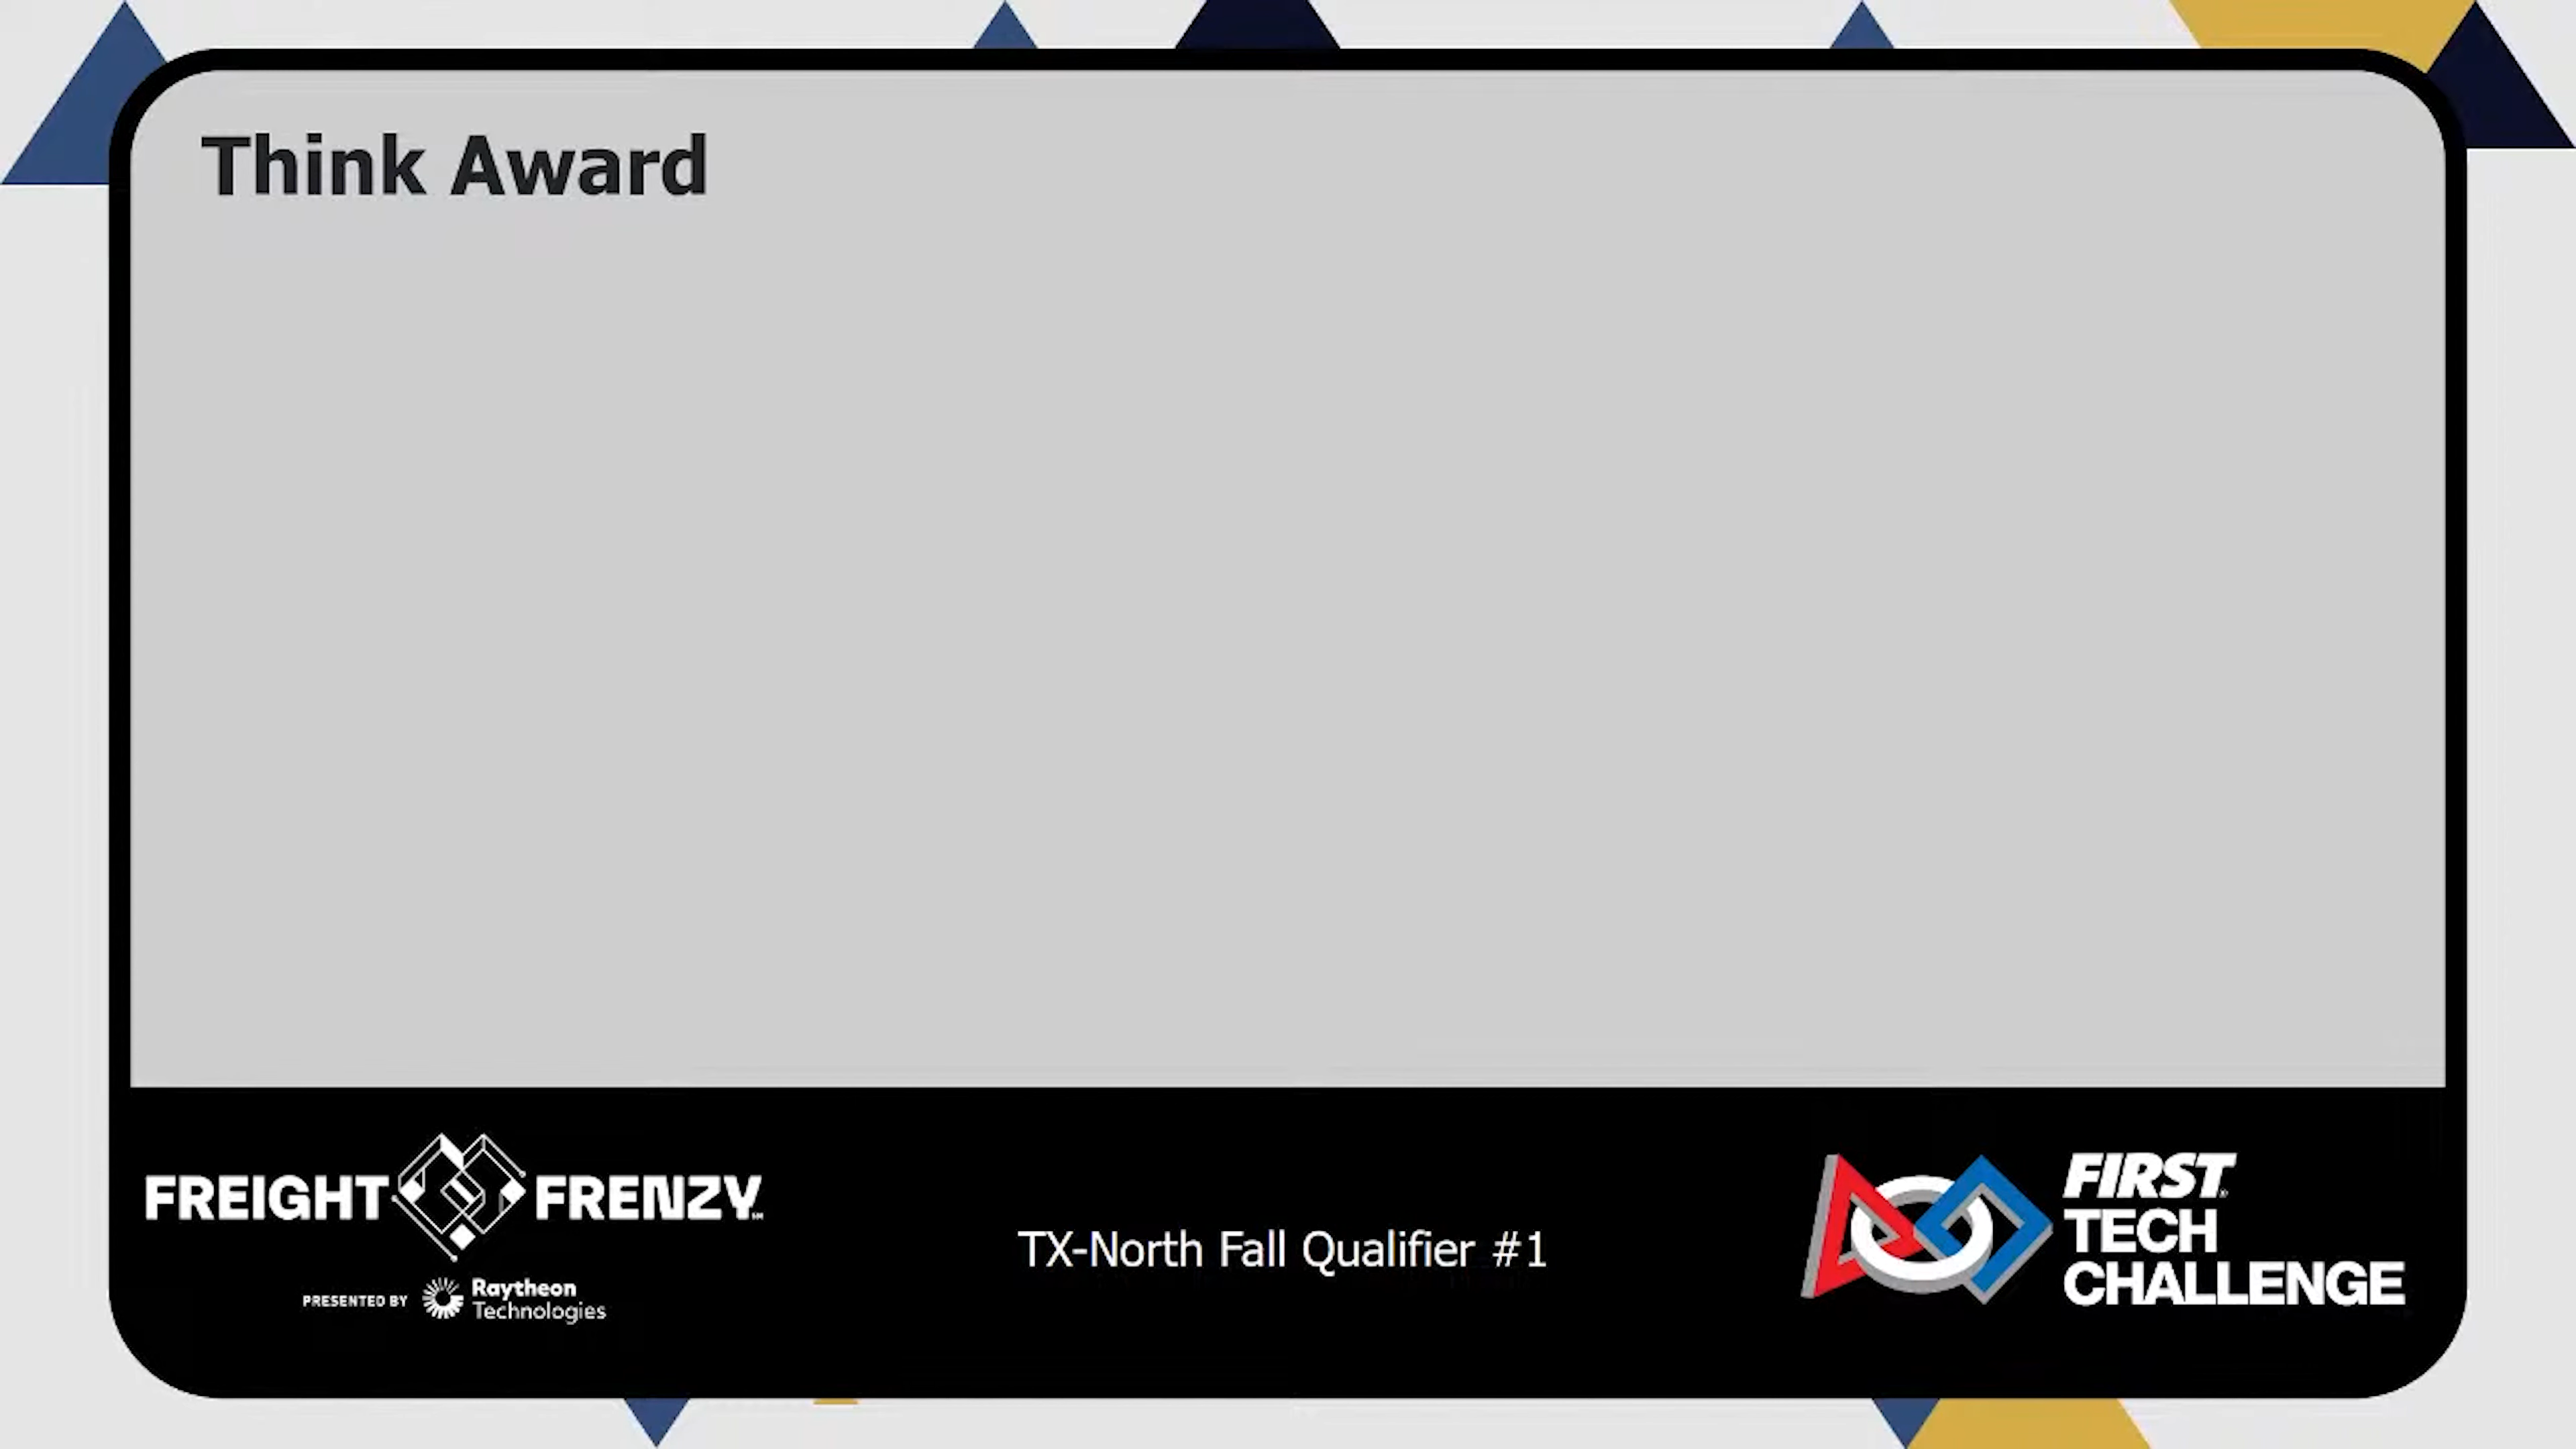 Think Award
FREIGHT FRENZY
PRESENTED BY Raytheon
Technologies
TX-North Fall Qualifier #1
FIRST
TECH
CHALLENGE